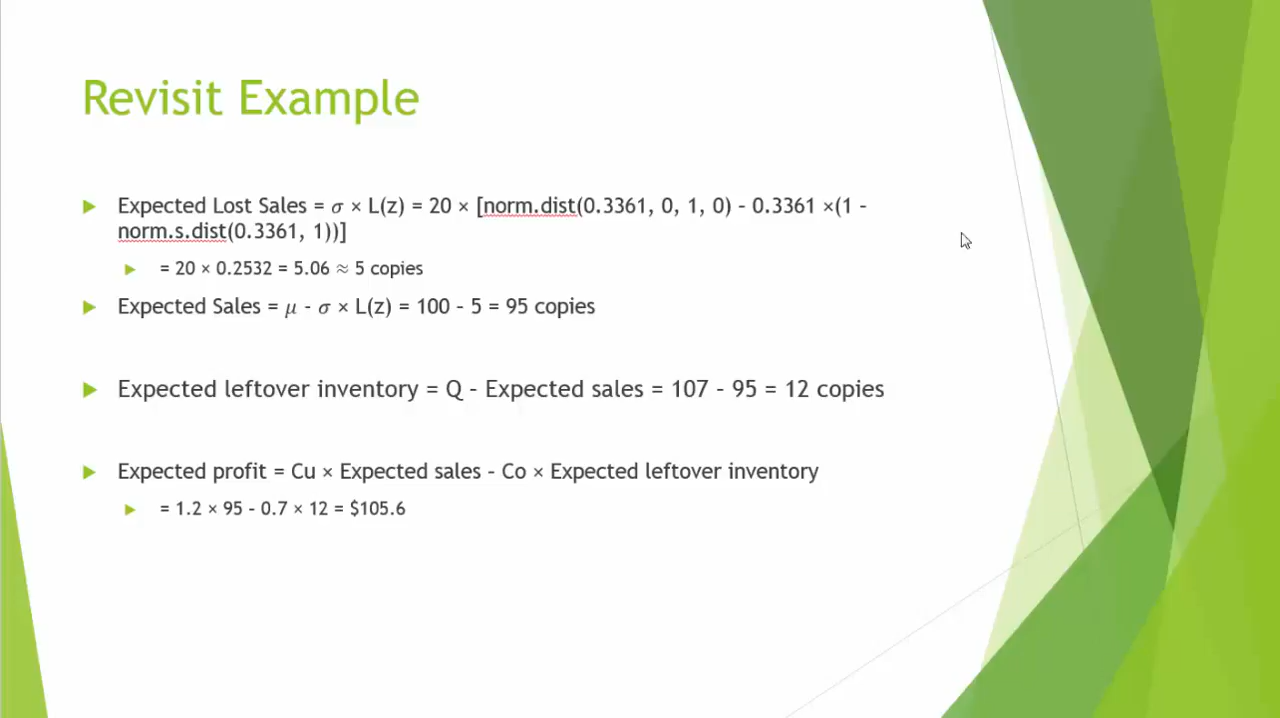 Revisit Example
Expected Lost Sales = 𝜎 × L(z) = 20 × [norm.dist(0.3361, 0, 1, 0) – 0.3361 ×(1 –
norm.s.dist(0.3361, 1))]
= 20 × 0.2532 = 5.06 ≈ 5 copies
Expected Sales = 𝜇 - 𝜎 × L(z) = 100 – 5 = 95 copies
Expected leftover inventory = Q – Expected sales = 107 – 95 = 12 copies
Expected profit = Cu × Expected sales – Co × Expected leftover inventory
= 1.2 × 95 – 0.7 × 12 = $105.6